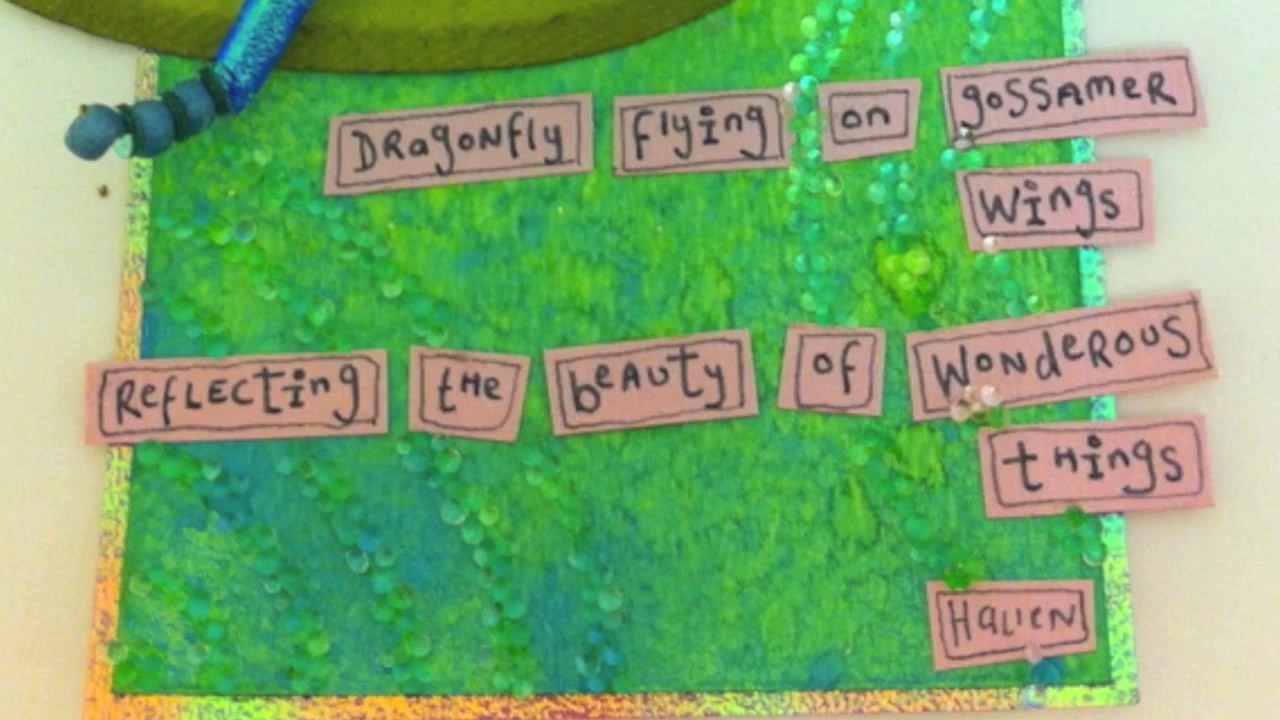 DRagoNfly flying on goSSAMeR
Wings
RefLECting tHe beAUty of WoNdeROUS
tHings
HaLIEN